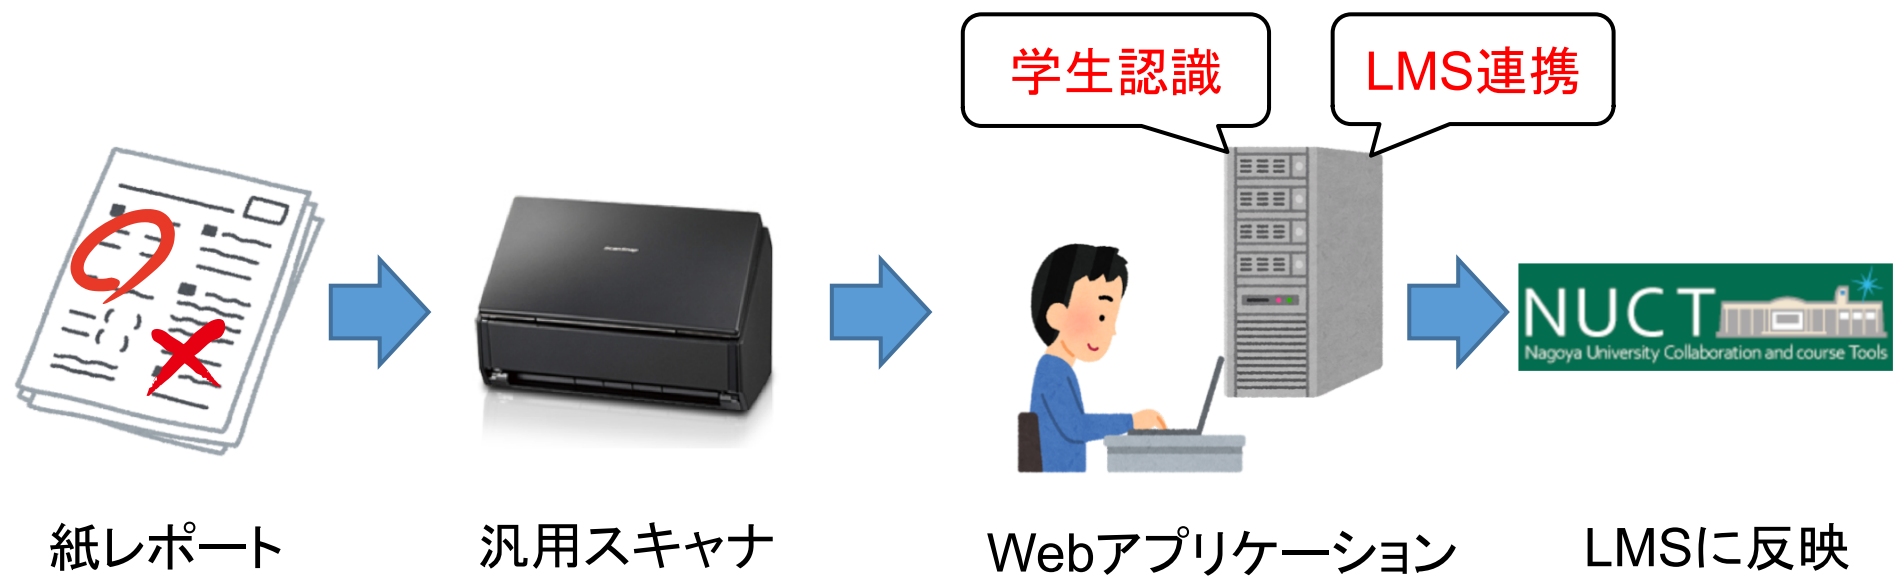 学生認識
LMS連携
NUCT
Nagoya University Collaboration and course Tools
紙レポート
汎用スキャナ
Webアプリケーション
LMSに反映